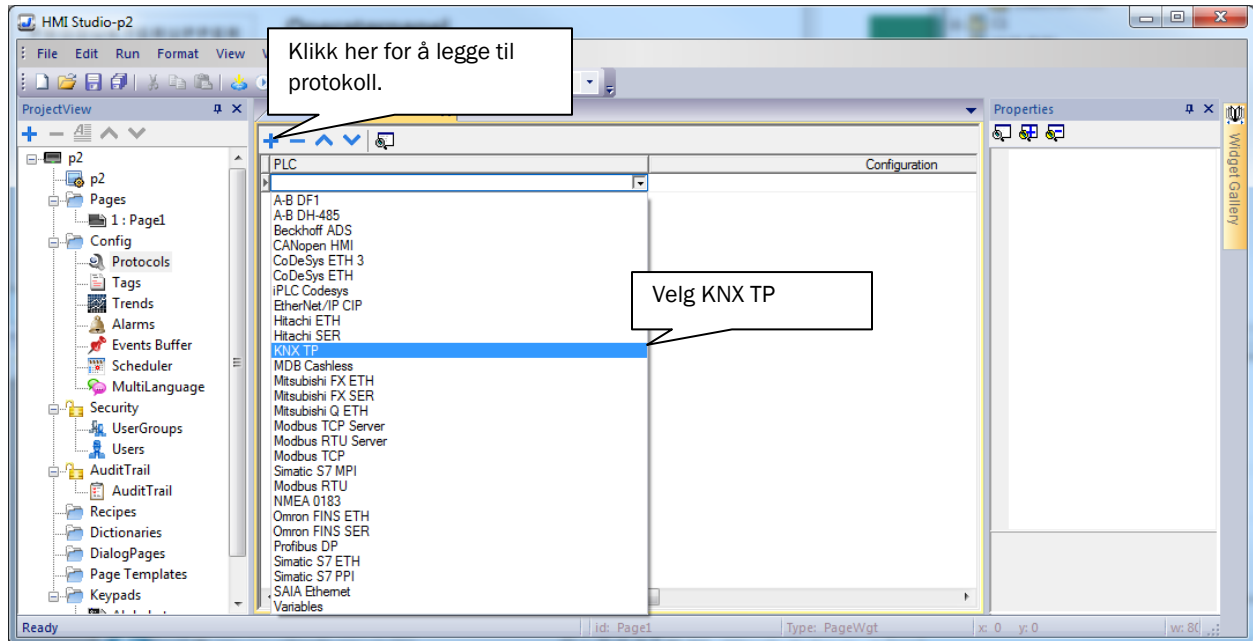 HMI Studio-p2
File Edit Run Format View
Klikk her for å legge til
protokoll.
ProjectView
Properties
Widget Gallery
p2
p2
Pages
1 : Page1
Config
Protocols
Tags
Trends
Alarms
Events Buffer
Scheduler
MultiLanguage
Security
UserGroups
Users
AuditTrail
AuditTrail
Recipes
Dictionaries
DialogPages
Page Templates
Keypads
PLC Configuration
A-B DF1
A-B DH-485
Beckhoff ADS
CANopen HMI
CoDeSys ETH 3
CoDeSys ETH
iPLC Codesys
EtherNet/IP CIP
Hitachi ETH
Hitachi SER
KNX TP
MDB Cashless
Mitsubishi FX ETH
Mitsubishi FX SER
Mitsubishi Q ETH
Modbus TCP Server
Modbus RTU Server
Modbus TCP
Simatic S7 MPI
Modbus RTU
NMEA 0183
Omron FINS ETH
Omron FINS SER
Profibus DP
Simatic S7 ETH
Simatic S7 PPI
SAIA Ethernet
Variables
Velg KNX TP
Ready id: Page1 Type: PageWgt x: 0 y: 0 w: 80